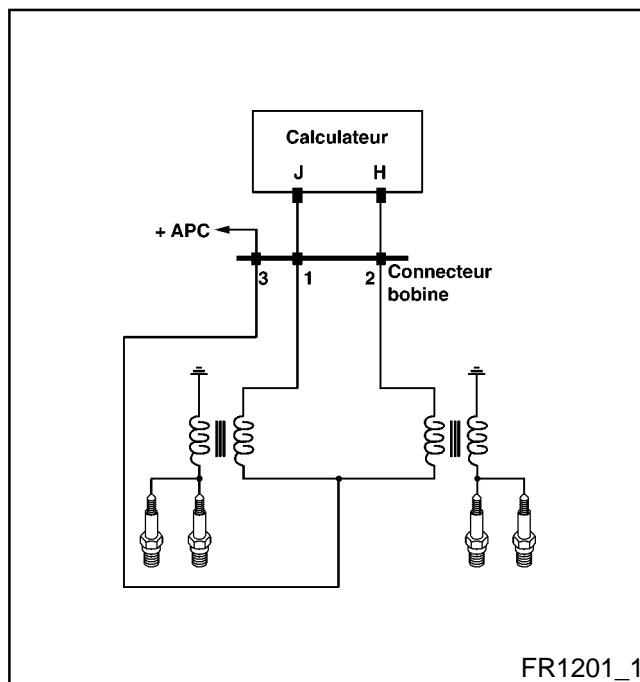 Calculateur
J H
+ APC
3 1 2 Connecteur
bobine
FR1201_1